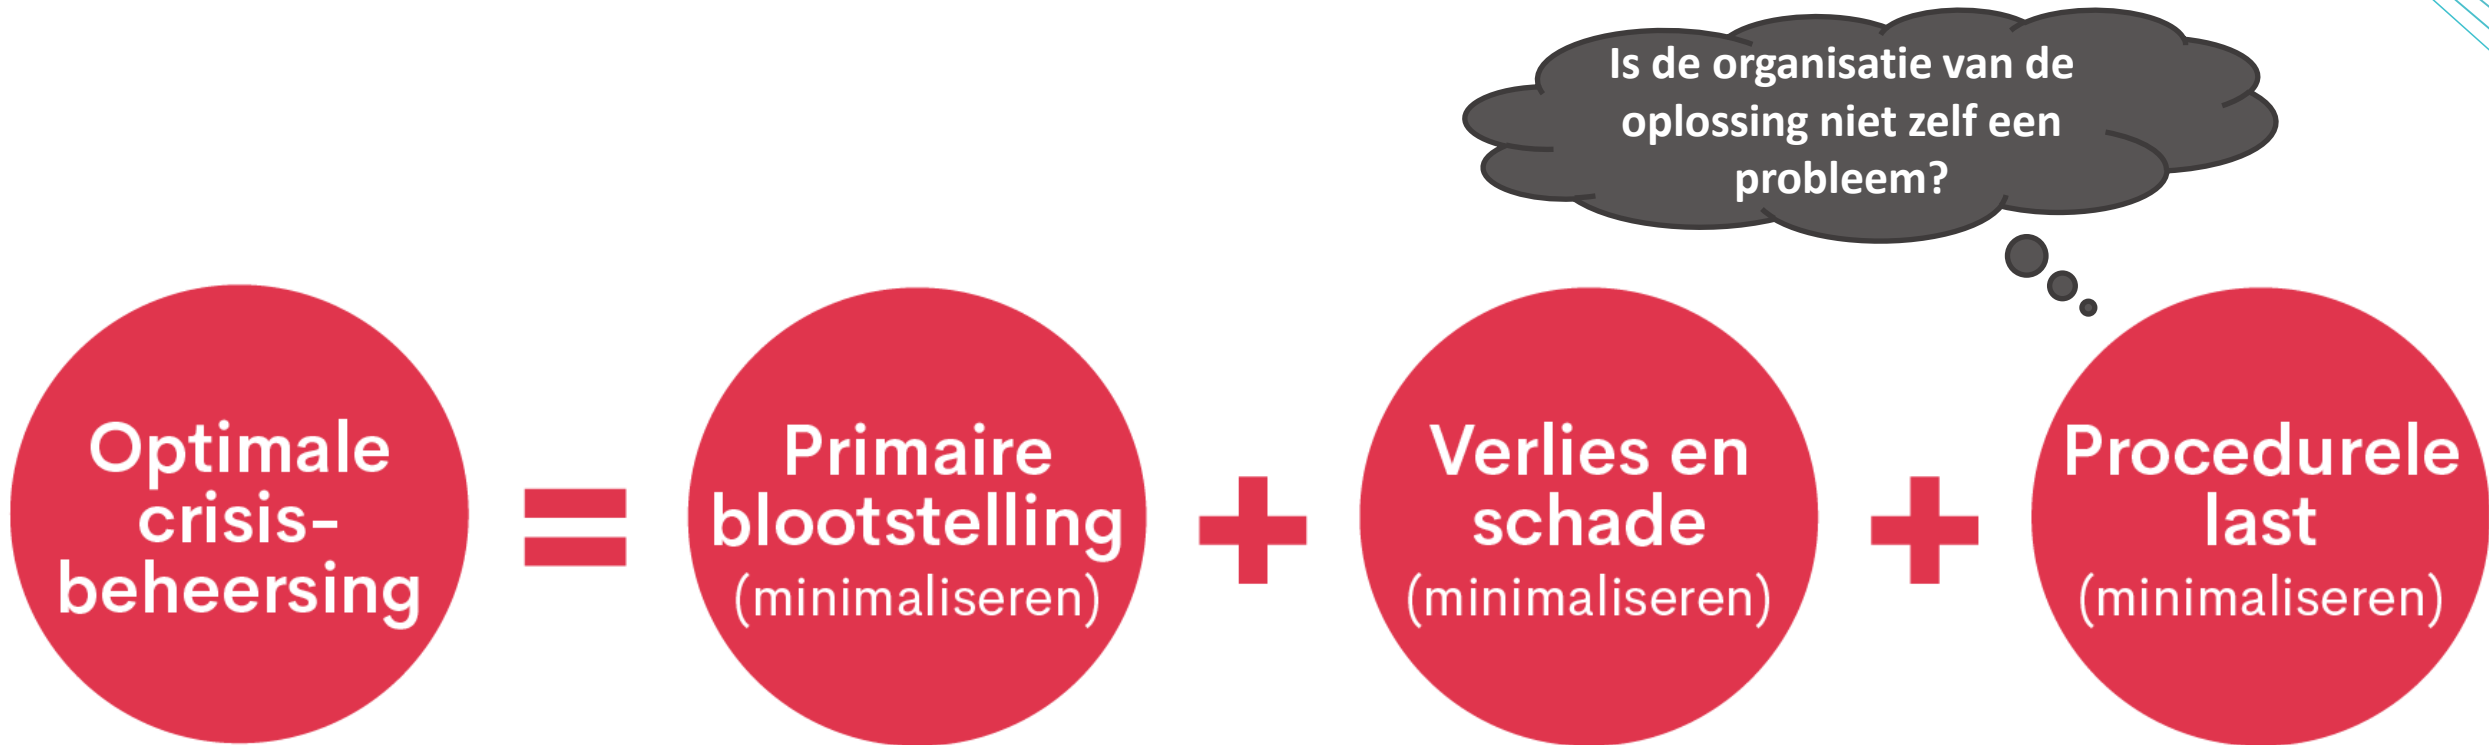 Is de organisatie van de
oplossing niet zelf een
probleem?
Optimale
crisis-
beheersing
=
Primaire
blootstelling
(minimaliseren)
+
Verlies en
schade
(minimaliseren)
+
Procedurele
last
(minimaliseren)